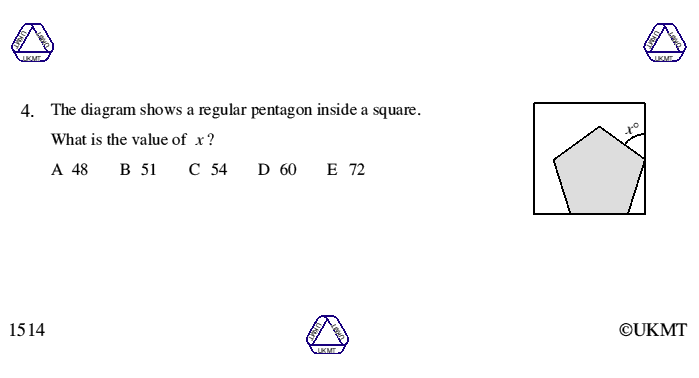 UKMT UKMT UKMT
UKMT UKMT UKMT
4. The diagram shows a regular pentagon inside a square.
x°
What is the value of x?
A 48 B 51 C 54 D 60 E 72
1514
UKMT UKMT UKMT
©UKMT